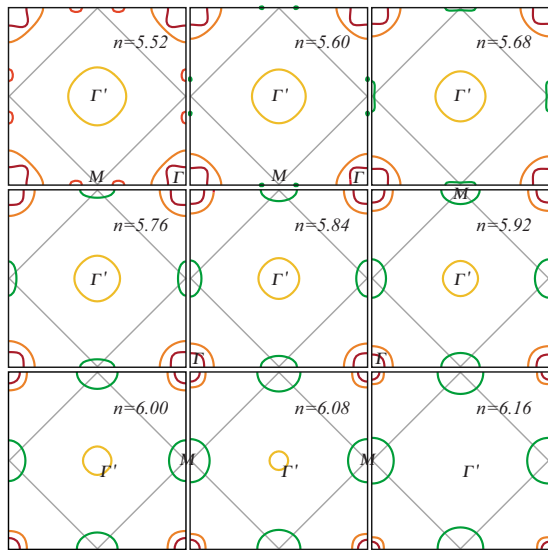 n=5.52
Γ'
M
Γ
n=5.60
Γ'
M
Γ
n=5.68
Γ'
M
n=5.76
Γ'
n=5.84
Γ'
Γ
n=5.92
Γ'
Γ
n=6.00
Γ'
M
n=6.08
Γ'
M
n=6.16
Γ'